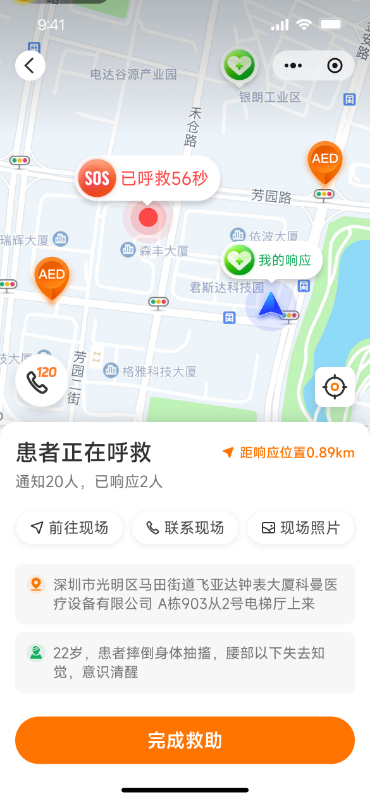 9:41
电达谷源产业园
银朗工业区
禾仓路
AED
SOS 已呼救56秒
芳园路
瑞辉大厦
森丰大厦
依波大厦
我的响应
AED
君斯达科技园
技大厦
格雅科技大厦
芳园二街
120
患者正在呼救
距响应位置0.89km
通知20人，已响应2人
前往现场
联系现场
现场照片
深圳市光明区马田街道飞亚达钟表大厦科曼医
疗设备有限公司 A栋903从2号电梯厅上来
22岁，患者摔倒身体抽搐，腰部以下失去知
觉，意识清醒
完成救助